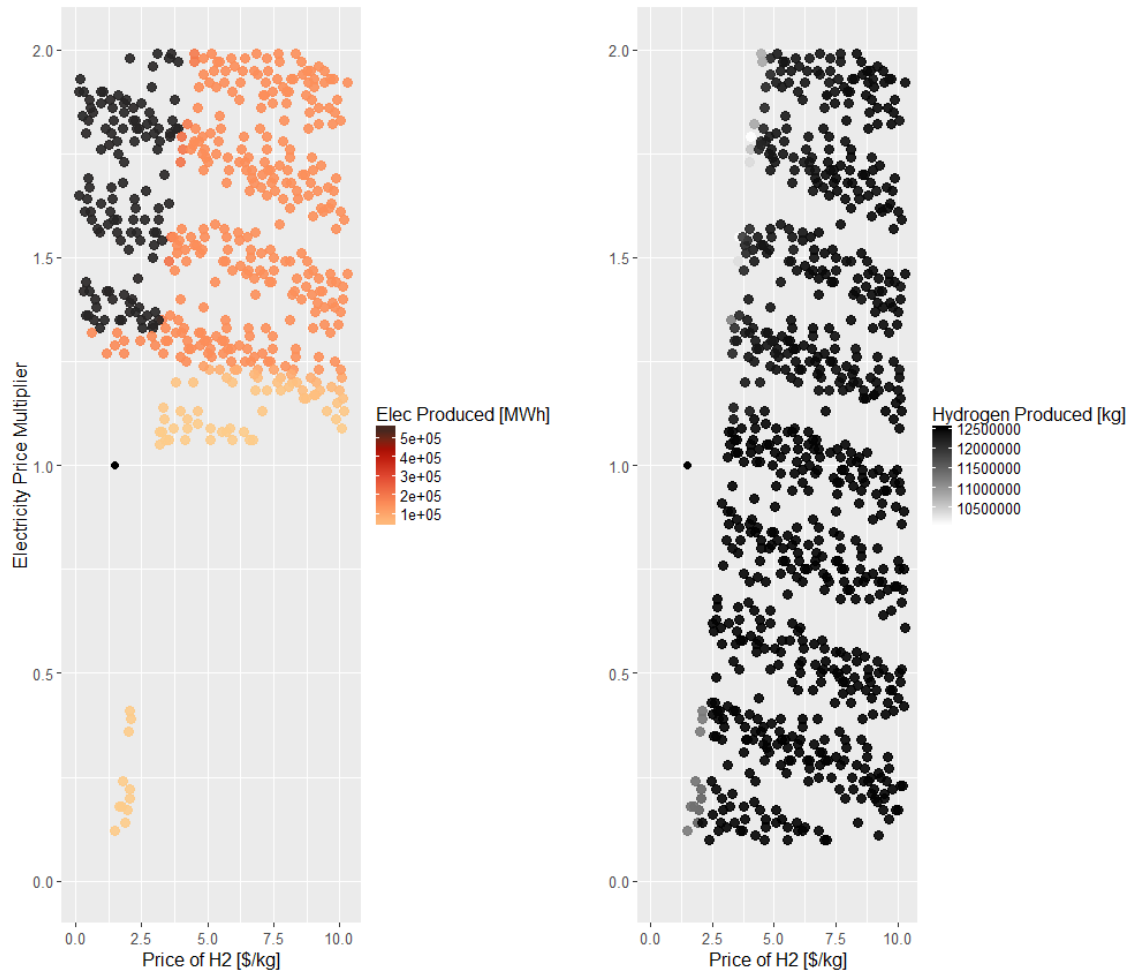 Electricity Price Multiplier
2.0
1.5
1.0
0.5
0.0
0.0 2.5 5.0 7.5 10.0
Price of H2 [$/kg]
Elec Produced [MWh]
5e+05
4e+05
3e+05
2e+05
1e+05
2.0
1.5
1.0
0.5
0.0
0.0 2.5 5.0 7.5 10.0
Price of H2 [$/kg]
Hydrogen Produced [kg]
12500000
12000000
11500000
11000000
10500000